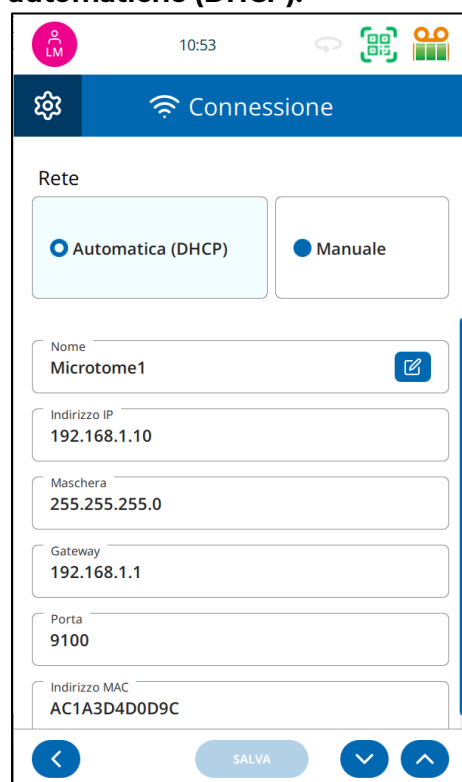 automatiche (DHCP).
LM
10:53
Connessione
Rete
Automatica (DHCP)
Manuale
Nome
Microtome1
Indirizzo IP
192.168.1.10
Maschera
255.255.255.0
Gateway
192.168.1.1
Porta
9100
Indirizzo MAC
AC1A3D4D0D9C
SALVA